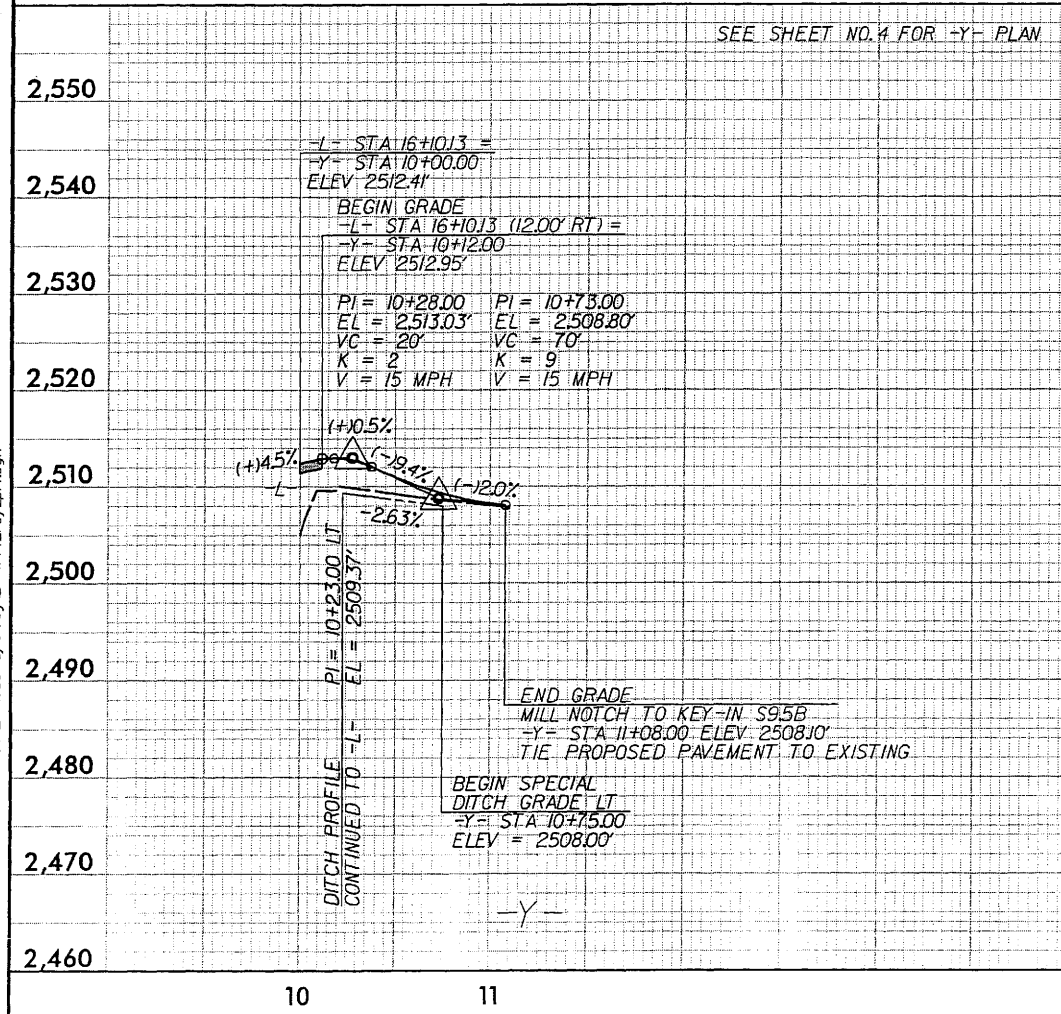 SEE SHEET NO. 4 FOR -Y- PLAN
2,550
2,540
2,530
2,520
2,510
2,500
2,490
2,480
2,470
2,460
-L- STA 16+10.13 =
-Y- STA 10+00.00
ELEV 2512.41'
BEGIN GRADE
-L- STA 16+10.13 (12.00' RT) =
-Y- STA 10+12.00
ELEV 2512.95'
PI = 10+28.00
EL = 2,513.03'
VC = 20'
K = 2
V = 15 MPH
PI = 10+73.00
EL = 2,508.80'
VC = 70'
K = 9
V = 15 MPH
(+)4.5%
(+)0.5%
(-)9.4%
(-)2.0%
-L-
-2.63%
DITCH PROFILE PI = 10+23.00 LT
CONTINUED TO -L- EL = 2509.37'
END GRADE
MILL NOTCH TO KEY-IN S9.5B
-Y- STA 11+08.00 ELEV 2508.10'
TIE PROPOSED PAVEMENT TO EXISTING
BEGIN SPECIAL
DITCH GRADE LT
-Y- STA 10+75.00
ELEV = 2508.00'
-Y-
10
11